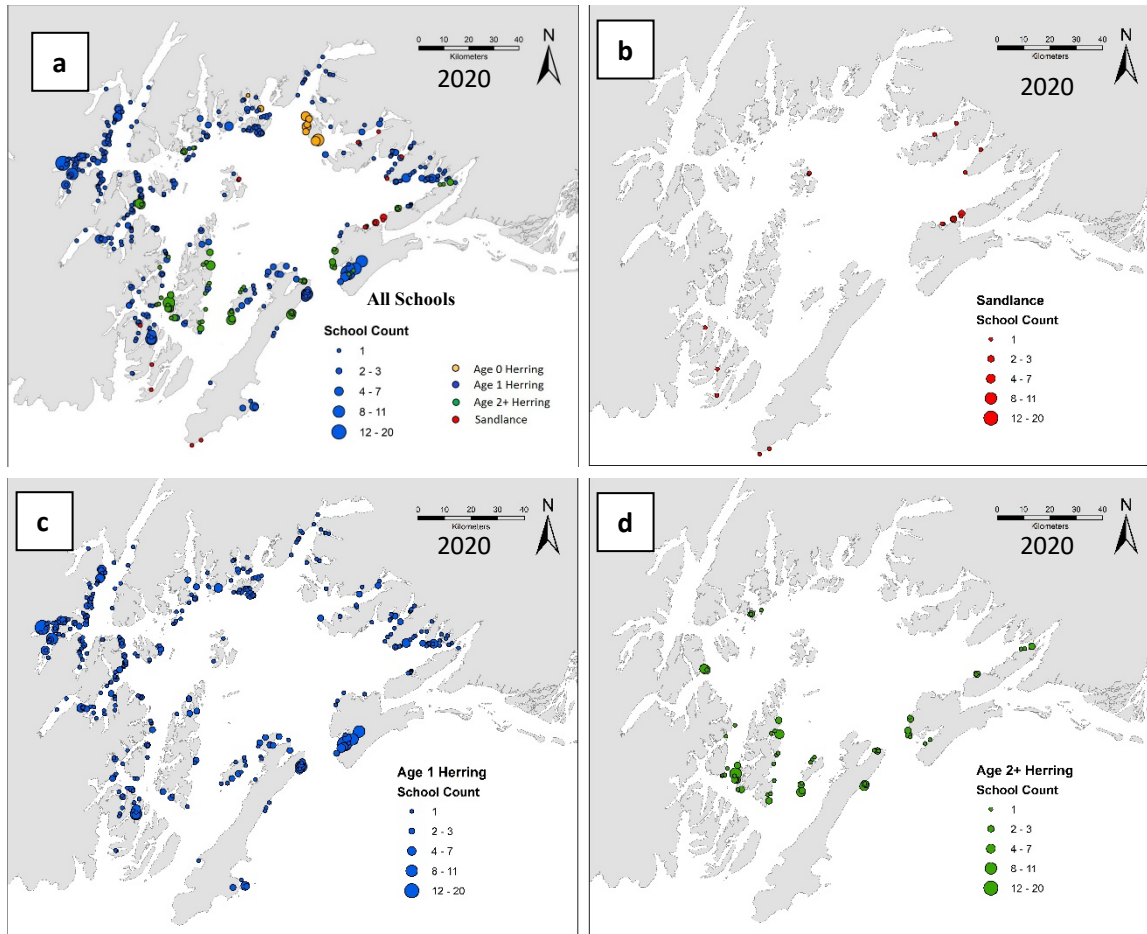 a
0 10 20 30 40
Kilometers
N
2020
All Schools
School Count
1
2 - 3
4 - 7
8 - 11
12 - 20
Age 0 Herring
Age 1 Herring
Age 2+ Herring
Sandlance
b
0 10 20 30 40
Kilometers
N
2020
Sandlance
School Count
1
2 - 3
4 - 7
8 - 11
12 - 20
c
0 10 20 30 40
Kilometers
N
2020
Age 1 Herring
School Count
1
2 - 3
4 - 7
8 - 11
12 - 20
d
0 10 20 30 40
Kilometers
N
2020
Age 2+ Herring
School Count
1
2 - 3
4 - 7
8 - 11
12 - 20